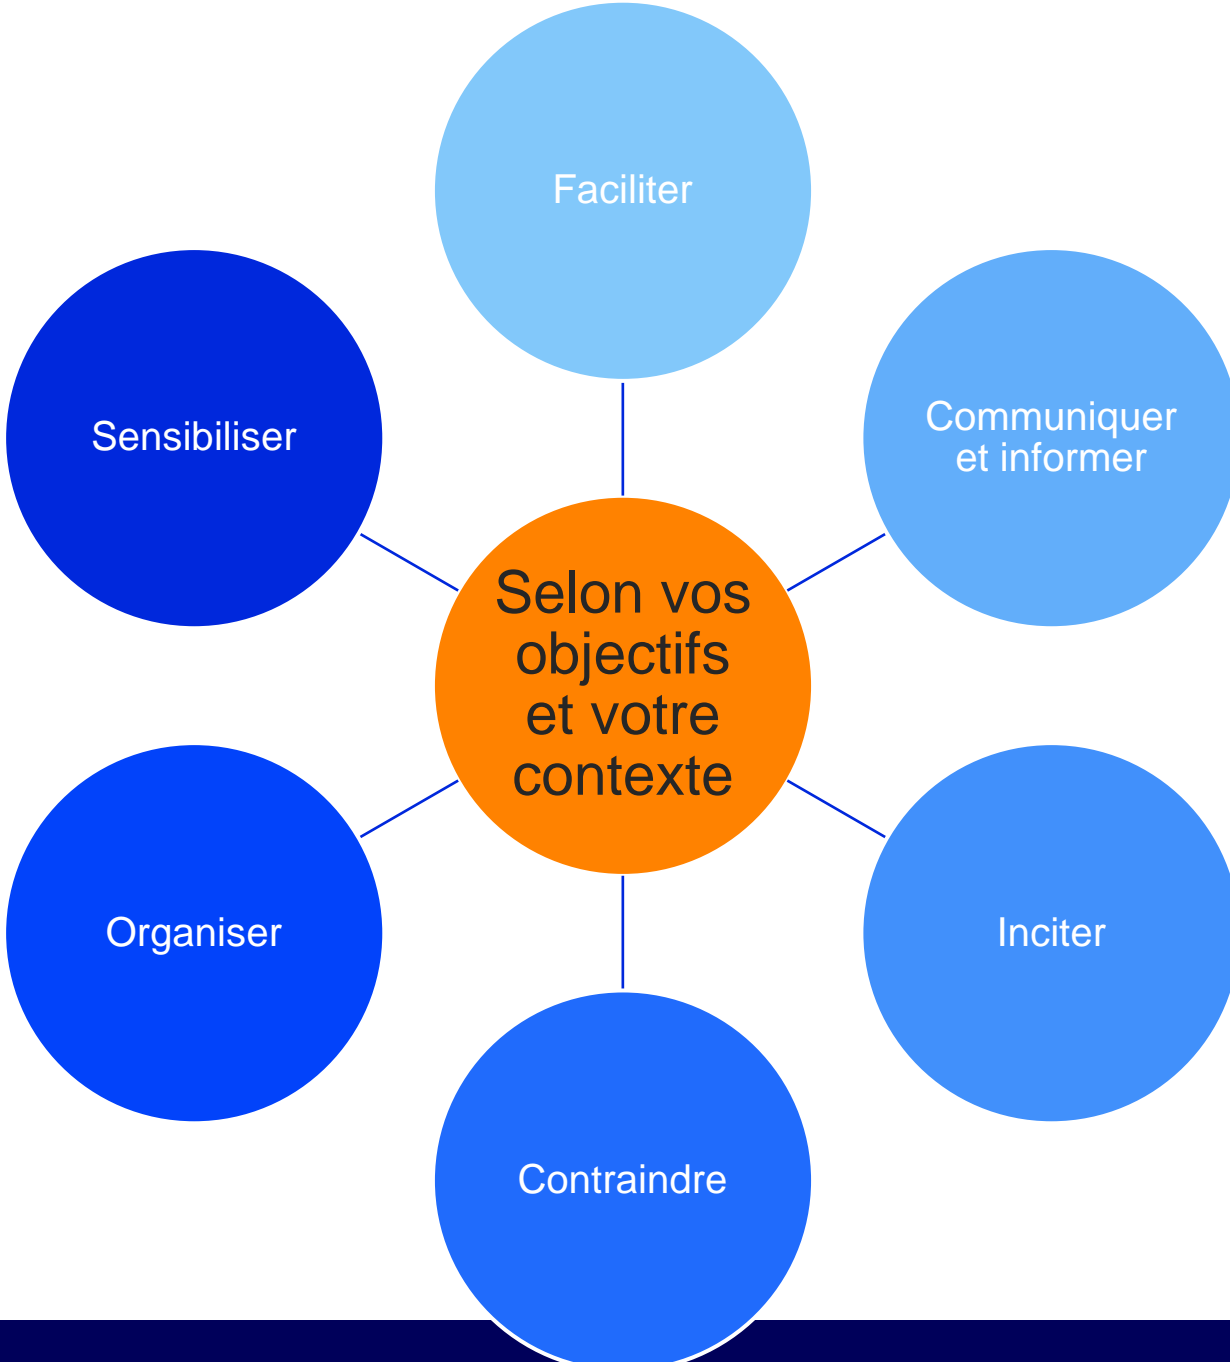 Faciliter
Communiquer
et informer
Sensibiliser
Selon vos
objectifs
et votre
contexte
Organiser
Inciter
Contraindre